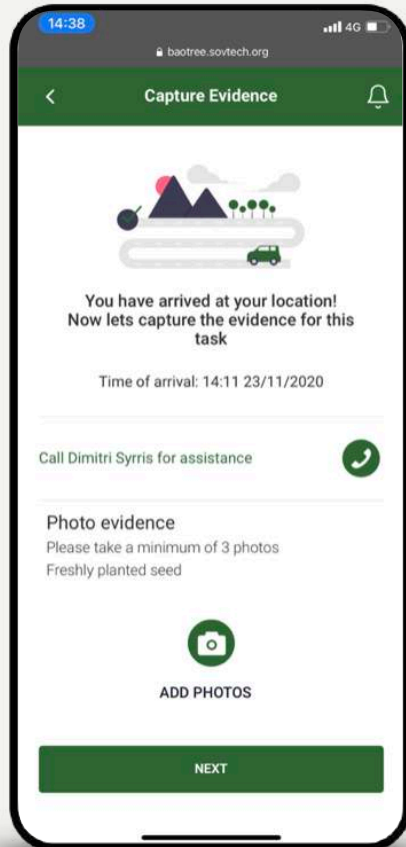 14:38
4G
baotree.sovtech.org
Capture Evidence
You have arrived at your location!
Now lets capture the evidence for this
task
Time of arrival: 14:11 23/11/2020
Call Dimitri Syrris for assistance
Photo evidence
Please take a minimum of 3 photos
Freshly planted seed
ADD PHOTOS
NEXT